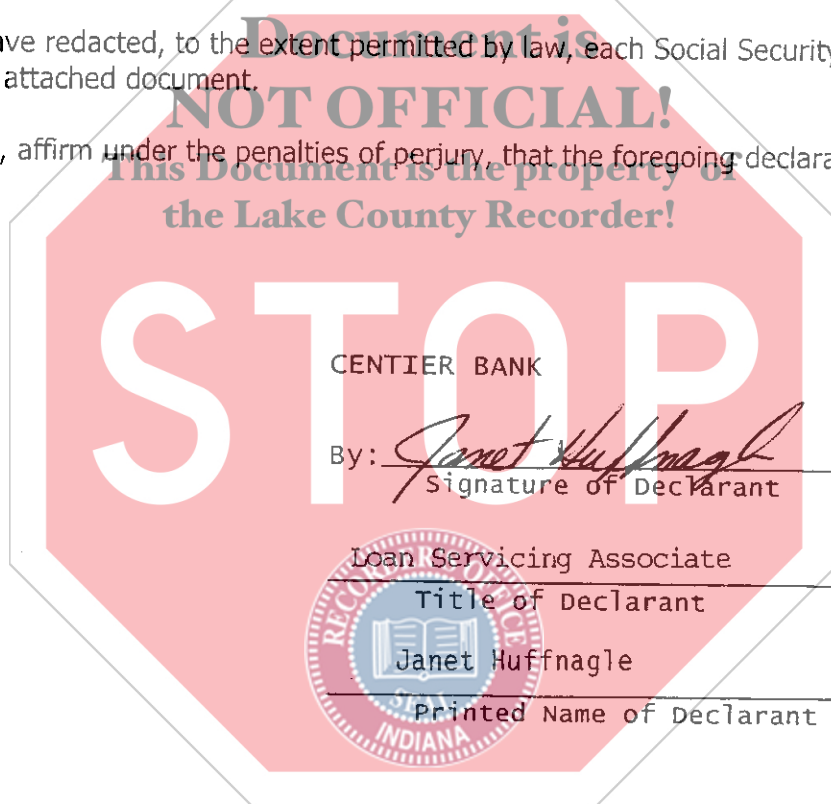 Document is
ave redacted, to the extent permitted by law, each Social Security
attached document.
NOT OFFICIAL!
, affirm under the penalties of perjury, that the foregoing declara
This Document is the property of
the Lake County Recorder!
STOP
CENTIER BANK
By: Janet Huffnagle
Signature of Declarant
Loan Servicing Associate
Title of Declarant
Janet Huffnagle
Printed Name of Declarant
RECORDER'S OFFICE
SEAL
INDIANA